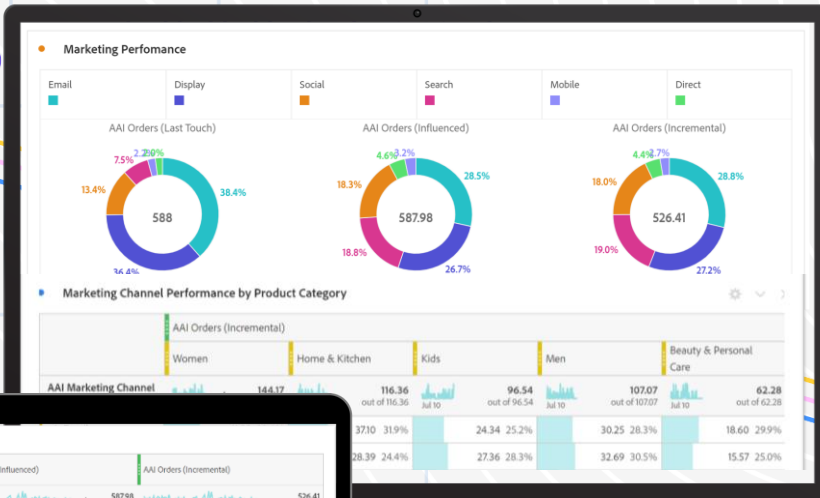 Marketing Perfomance
Email Display Social Search Mobile Direct
AAI Orders (Last Touch) AAI Orders (Influenced) AAI Orders (Incremental)
7.5% 4.6% 3.2% 4.4% 2.7%
38.4% 28.5% 28.8%
13.4% 18.3% 18.0%
588 587.98 526.41
18.8% 19.0%
36.4% 26.7% 27.2%
Marketing Channel Performance by Product Category
AAI Orders (Incremental)
Women Home & Kitchen Kids Men Beauty & Personal
Care
AAI Marketing Channel 144.17 116.36 96.54 107.07 62.28
out of 116.36 Jul 10 out of 96.54 Jul 10 out of 107.07 Jul 10 out of 62.28
37.10 31.9% 24.34 25.2% 30.25 28.3% 18.60 29.9%
28.39 24.4% 27.36 28.3% 32.69 30.5% 15.57 25.0%
Influenced) AAI Orders (Incremental)
587.98 526.41